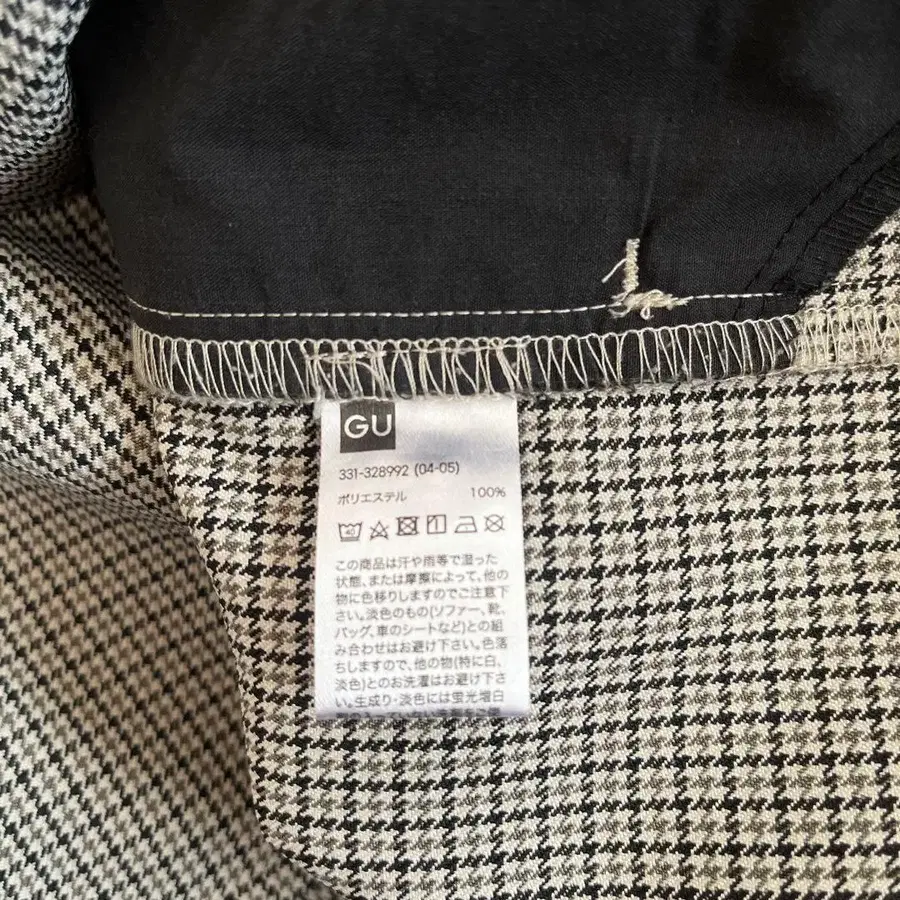 GU
331-328992 (04-05)
ポリエステル 100%
40
この商品は汗や雨等で湿った
状態、または摩擦によって、他の
物に色移りしますのでご注意下
さい。淡色のもの(ソファー、靴、
バッグ、車のシートなど)との組
み合わせはお避け下さい。色落
ちしますので、他の物(特に白、
淡色)とのお洗濯はお避け下さ
い。生成り・淡色には蛍光増白